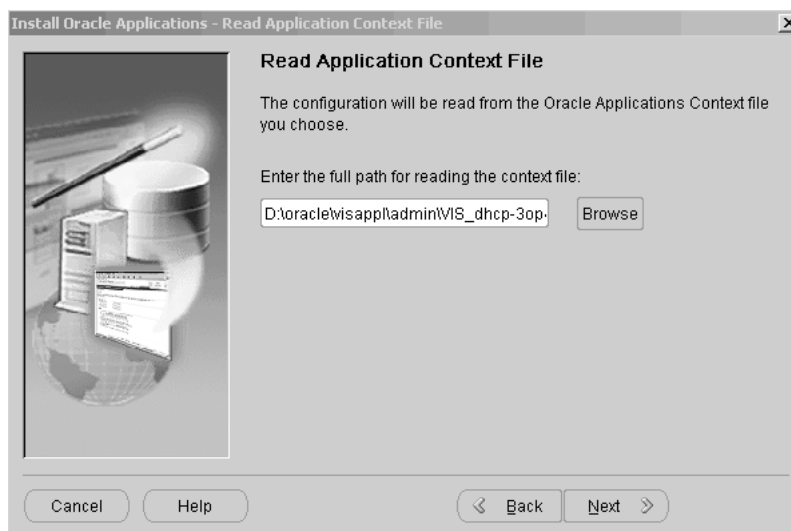 Install Oracle Applications - Read Application Context File
Read Application Context File
The configuration will be read from the Oracle Applications Context file
you choose.
Enter the full path for reading the context file:
D:\oracle\visappl\admin\VIS_dhcp-3op
Browse
Cancel
Help
Back
Next